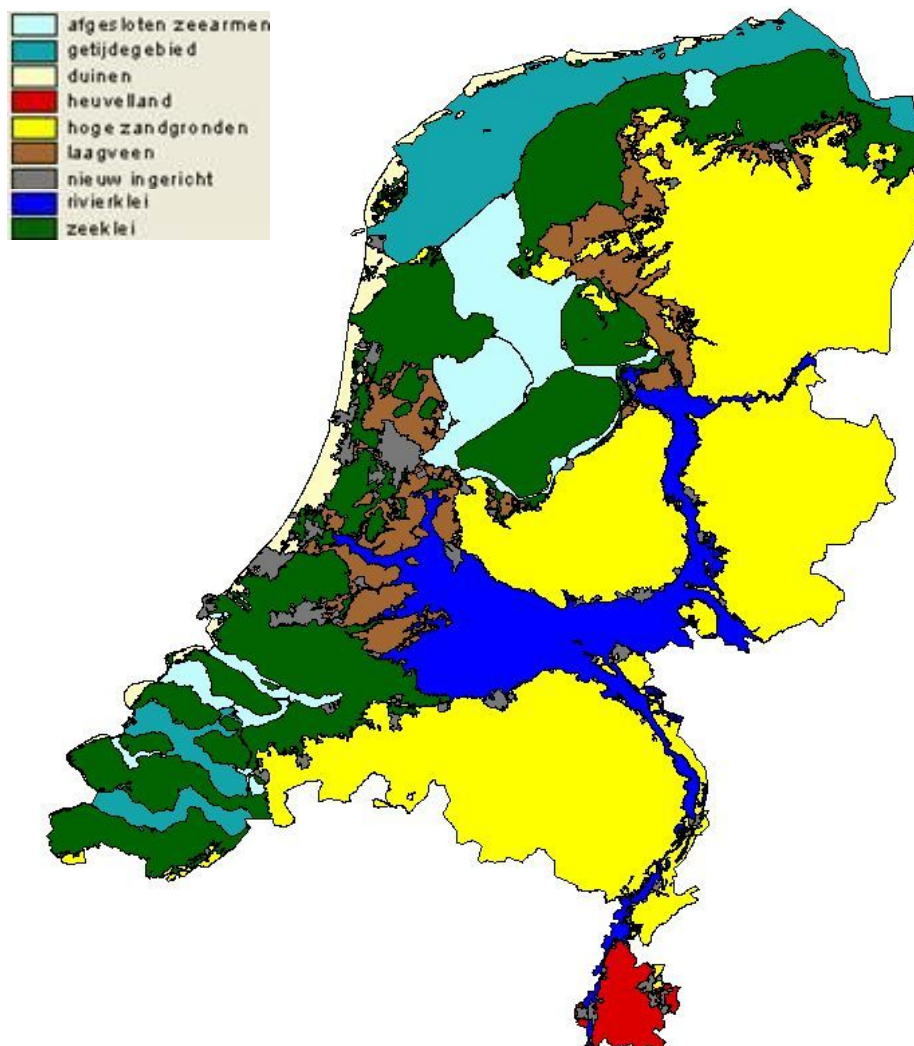 afgesloten zeearmen
getijdegebied
duinen
heuvelland
hoge zandgronden
laagveen
nieuw ingericht
rivierklei
zeeklei